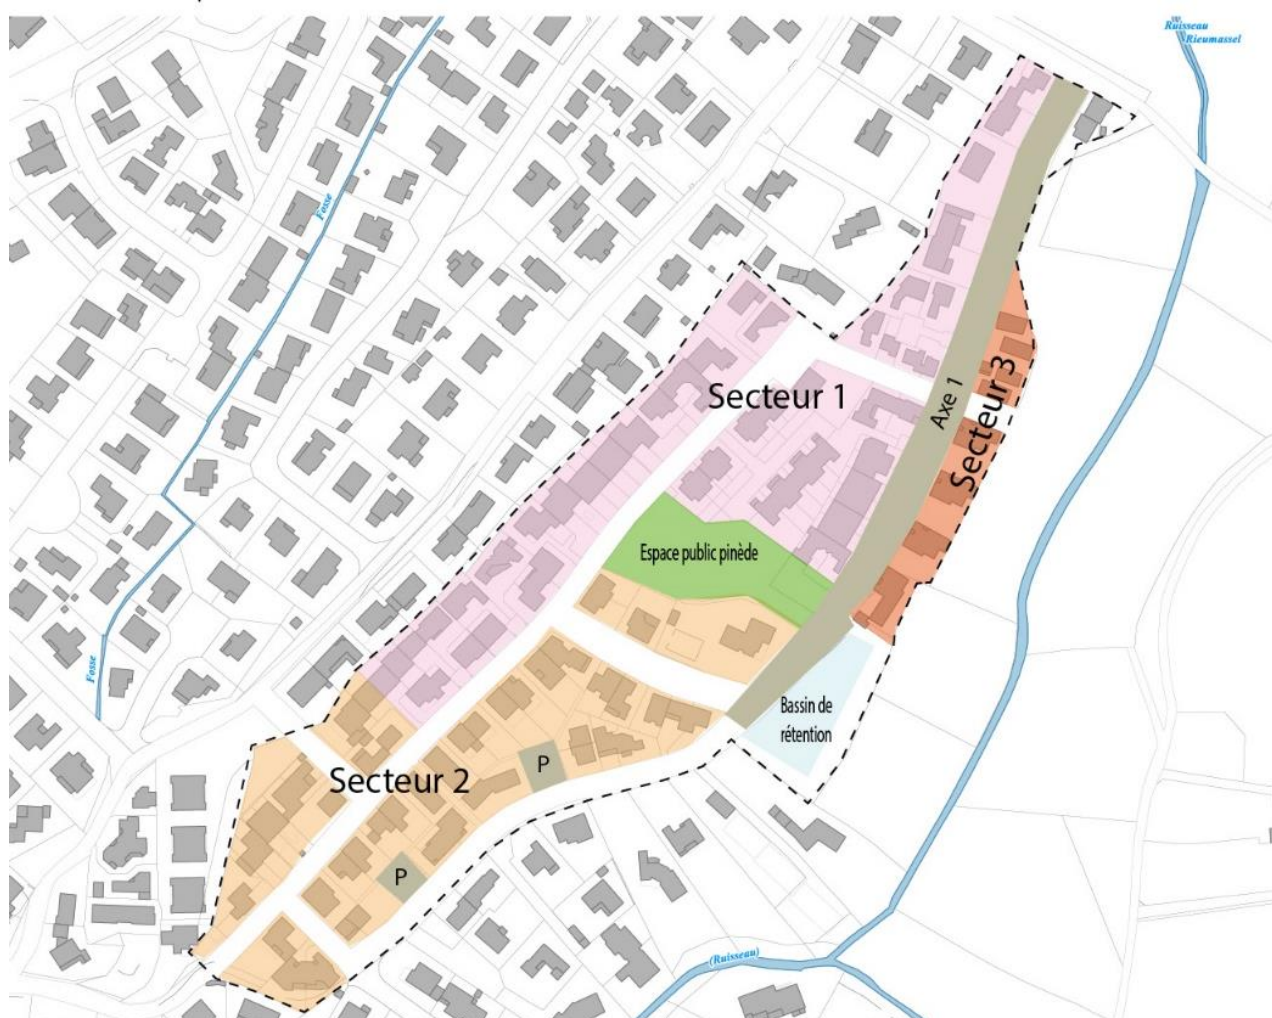 Ruisseau
Rieumassel
Fosse
Secteur 1
Axe 1
Secteur 3
Espace public pinède
Fosse
Bassin de
rétention
Secteur 2
P
P
(Ruisseau)